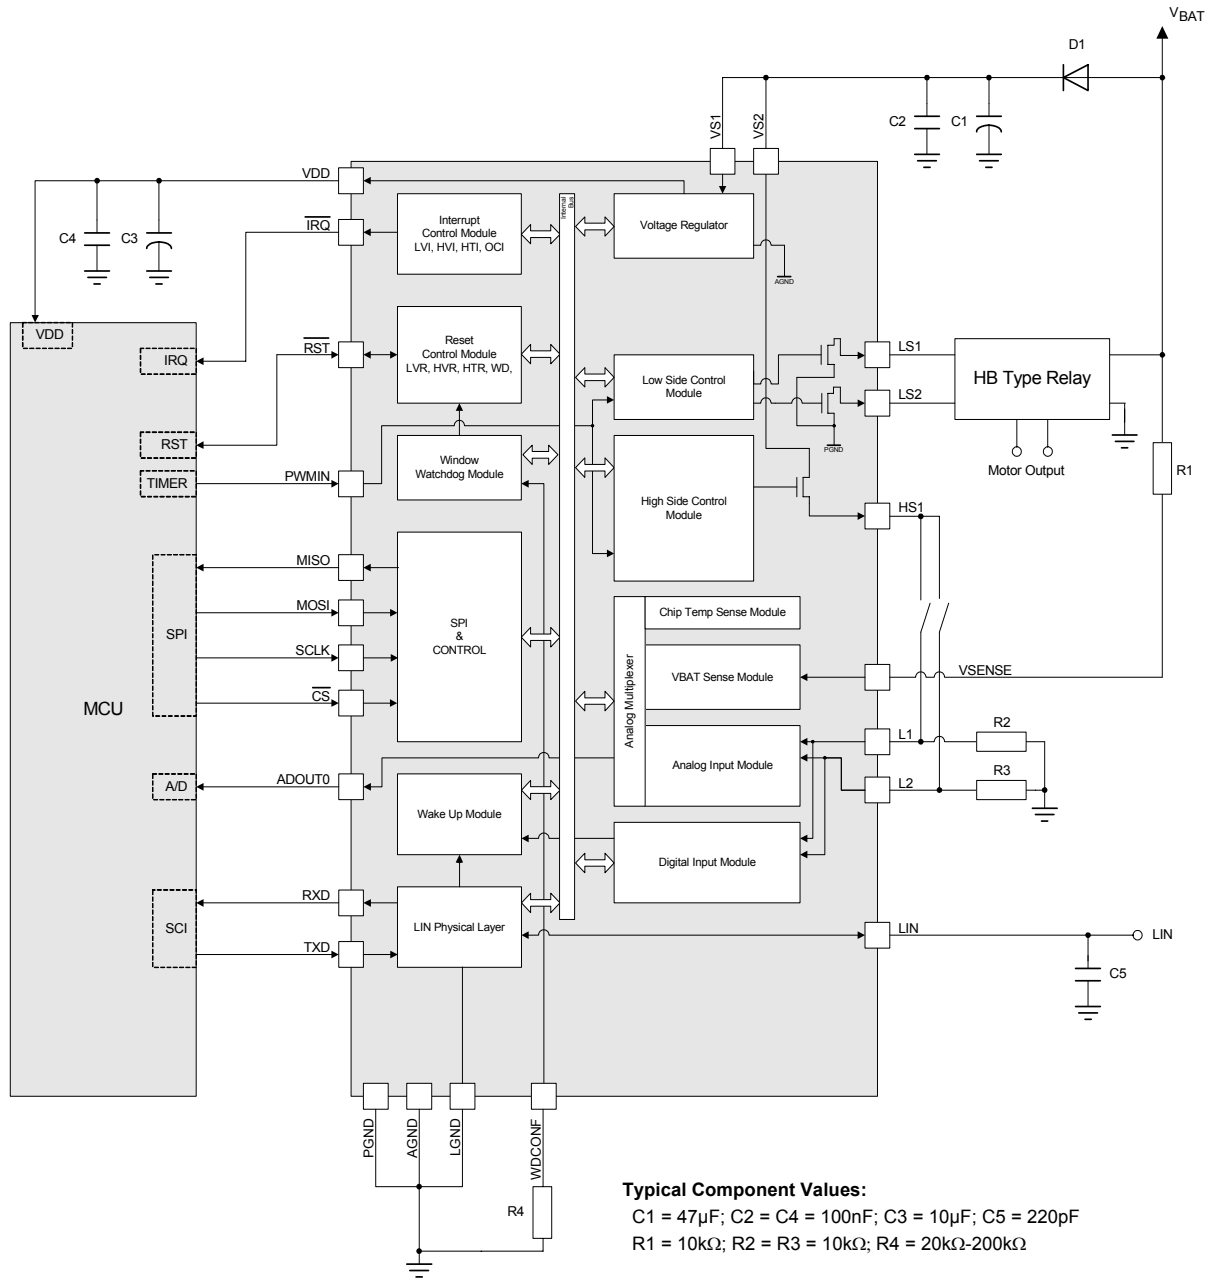 VBAT
D1
C2
C1
VS1
VS2
VDD
C4
C3
IRQ
Interrupt
Control Module
LVI, HVI, HTI, OCI
Internal
Bus
Voltage Regulator
AGND
VDD
IRQ
RST
Reset
Control Module
LVR, HVR, HTR, WD,
Low Side Control
Module
LS1
LS2
HB Type Relay
Motor Output
PGND
RST
TIMER
PWMIN
Window
Watchdog Module
High Side Control
Module
HS1
R1
MISO
MOSI
SCLK
CS
SPI
SPI
&
CONTROL
MCU
Analog Multiplexer
Chip Temp Sense Module
VBAT Sense Module
VSENSE
Analog Input Module
L1
R2
L2
R3
A/D
ADOUT0
Wake Up Module
Digital Input Module
SCI
RXD
TXD
LIN Physical Layer
LIN
LIN
C5
PGND
AGND
LGND
WDCONF
R4
Typical Component Values:
C1 = 47µF; C2 = C4 = 100nF; C3 = 10µF; C5 = 220pF
R1 = 10kΩ; R2 = R3 = 10kΩ; R4 = 20kΩ-200kΩ